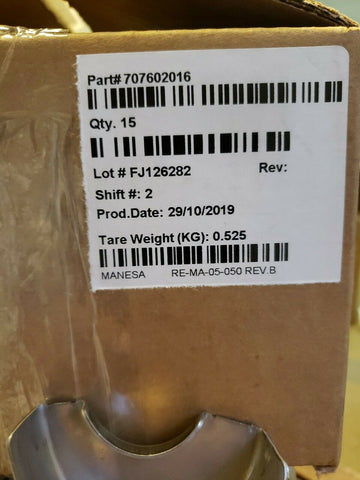 Part# 707602016
Qty. 15
Lot # FJ126282 Rev:
Shift #: 2
Prod.Date: 29/10/2019
Tare Weight (KG): 0.525
MANESA RE-MA-05-050 REV.B